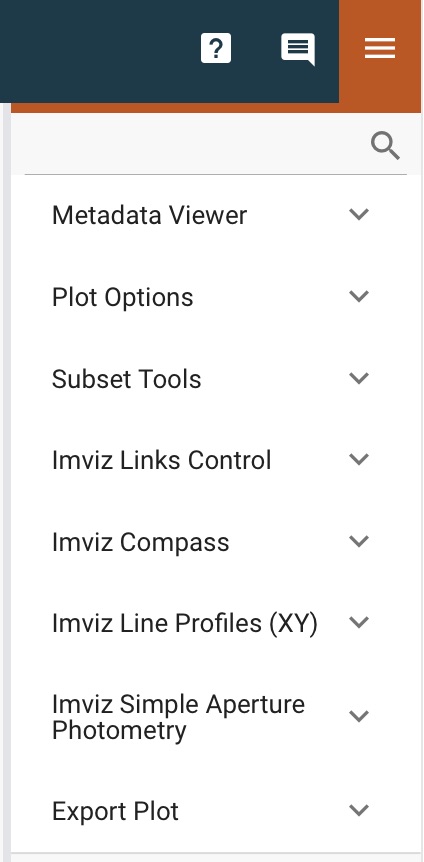 ?
Metadata Viewer
Plot Options
Subset Tools
Imviz Links Control
Imviz Compass
Imviz Line Profiles (XY)
Imviz Simple Aperture
Photometry
Export Plot